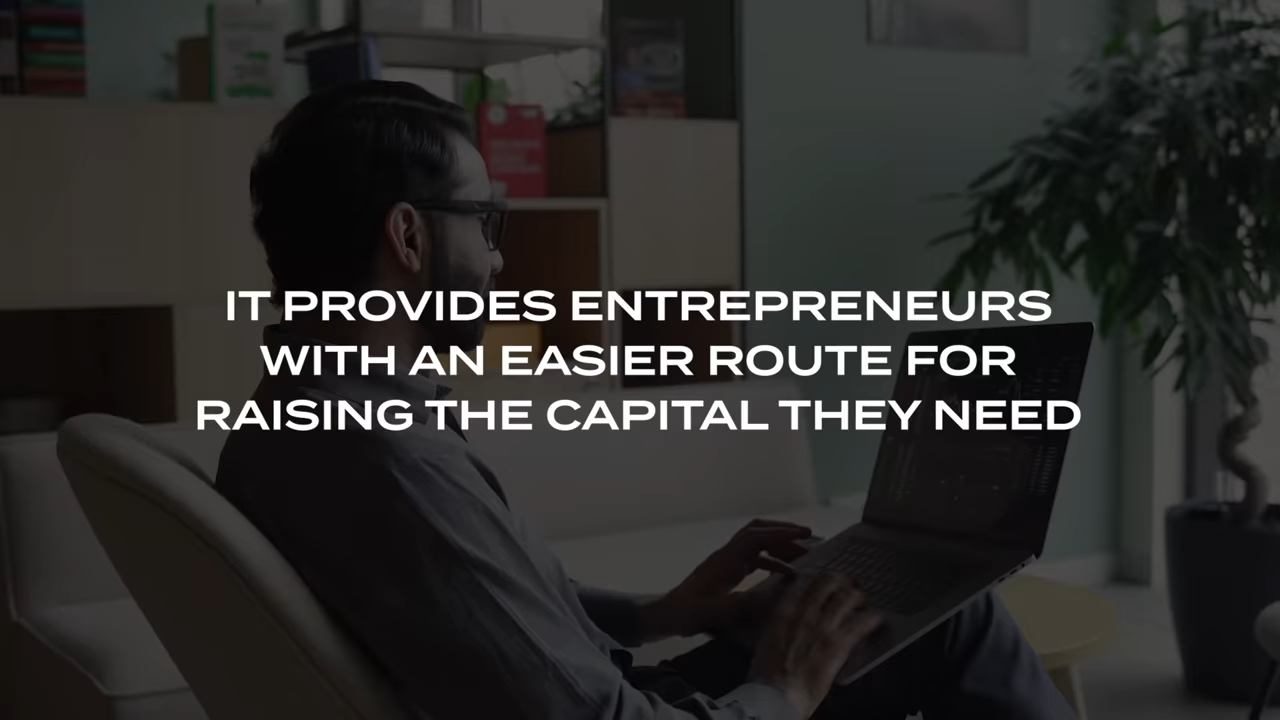 IT PROVIDES ENTREPRENEURS
WITH AN EASIER ROUTE FOR
RAISING THE CAPITAL THEY NEED